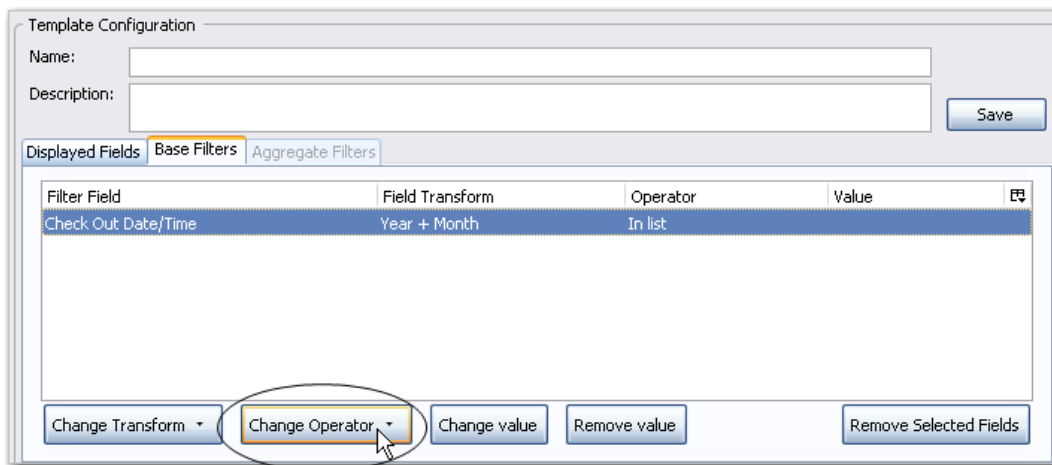 Template Configuration
Name:
Description:
Save
Displayed Fields Base Filters Aggregate Filters
Filter Field Field Transform Operator Value
Check Out Date/Time Year + Month In list
Change Transform Change Operator Change value Remove value Remove Selected Fields